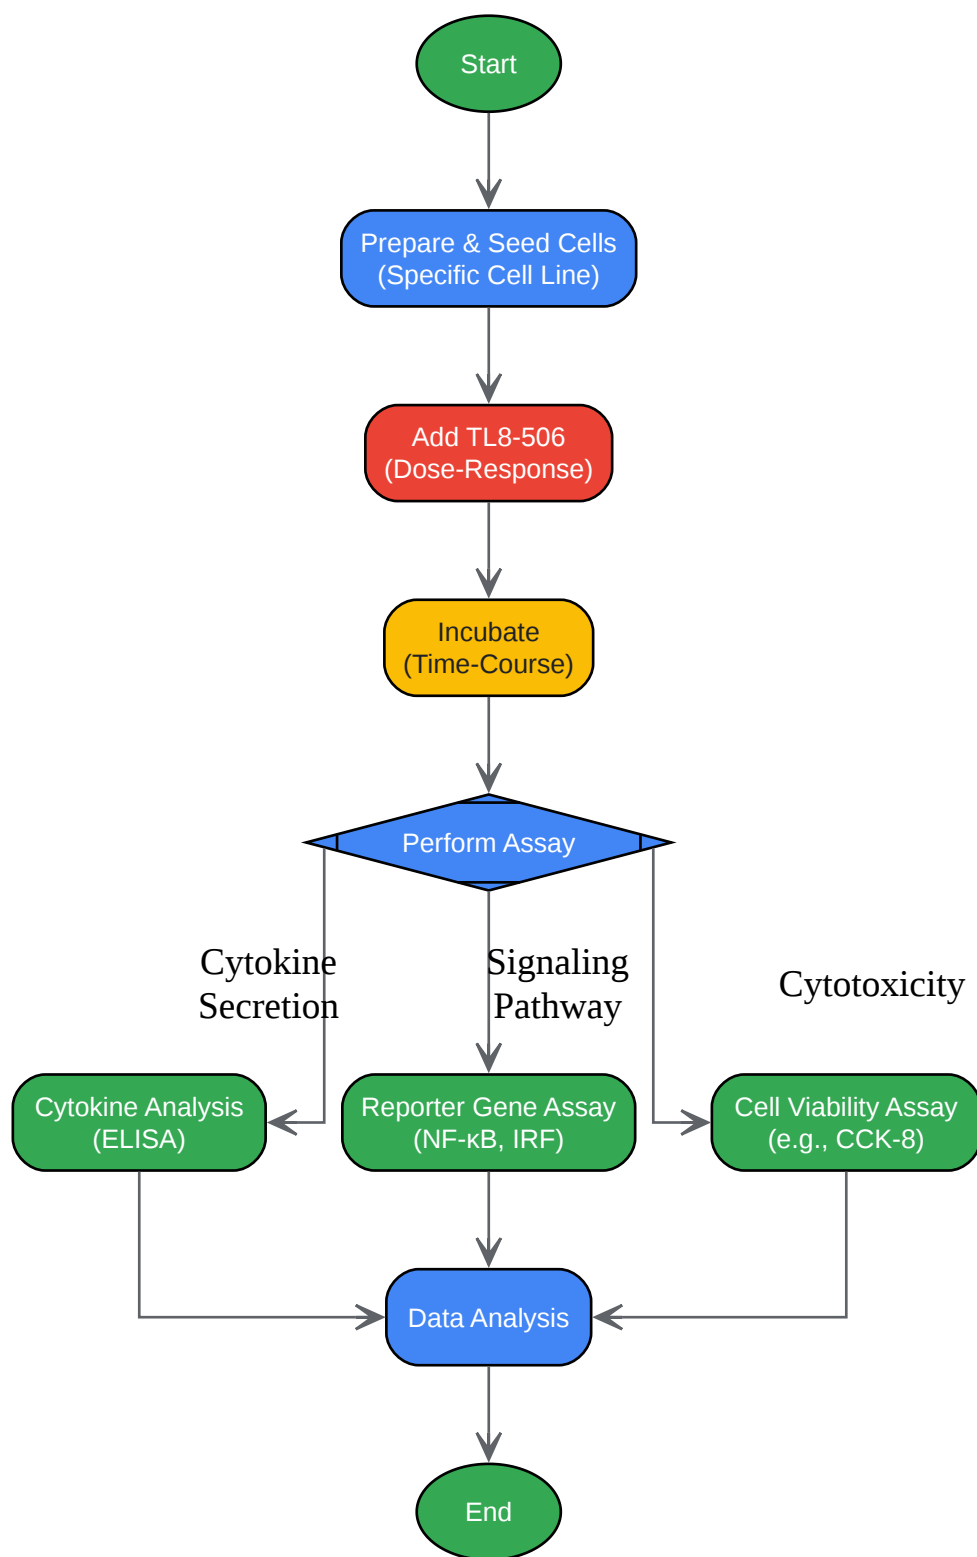 Start
Prepare & Seed Cells
(Specific Cell Line)
Add TL8-506
(Dose-Response)
Incubate
(Time-Course)
Perform Assay
Cytokine
Secretion
Signaling
Pathway
Cytotoxicity
Cytokine Analysis
(ELISA)
Reporter Gene Assay
(NF-κB, IRF)
Cell Viability Assay
(e.g., CCK-8)
Data Analysis
End